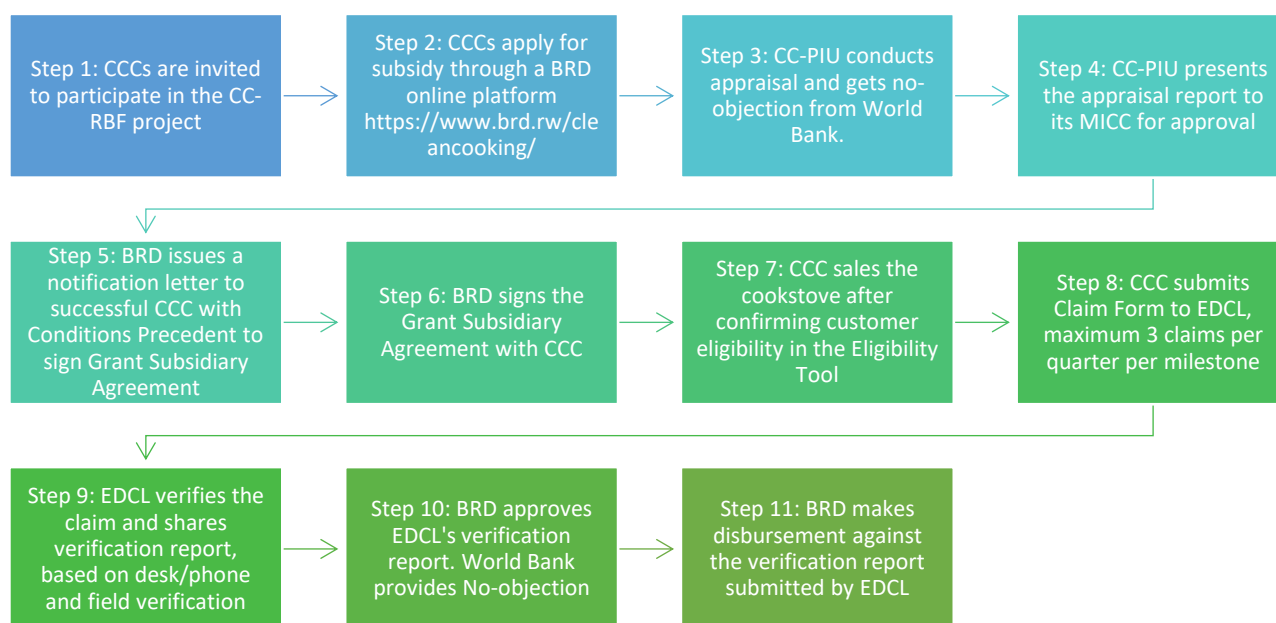 Step 1: CCCs are invited
to participate in the CC-
RBF project
Step 2: CCCs apply for
subsidy through a BRD
online platform
https://www.brd.rw/cle
ancooking/
Step 3: CC-PIU conducts
appraisal and gets no-
objection from World
Bank.
Step 4: CC-PIU presents
the appraisal report to
its MICC for approval
Step 5: BRD issues a
notification letter to
successful CCC with
Conditions Precedent to
sign Grant Subsidiary
Agreement
Step 6: BRD signs the
Grant Subsidiary
Agreement with CCC
Step 7: CCC sales the
cookstove after
confirming customer
eligibility in the Eligibility
Tool
Step 8: CCC submits
Claim Form to EDCL,
maximum 3 claims per
quarter per milestone
Step 9: EDCL verifies the
claim and shares
verification report,
based on desk/phone
and field verification
Step 10: BRD approves
EDCL's verification
report. World Bank
provides No-objection
Step 11: BRD makes
disbursement against
the verification report
submitted by EDCL